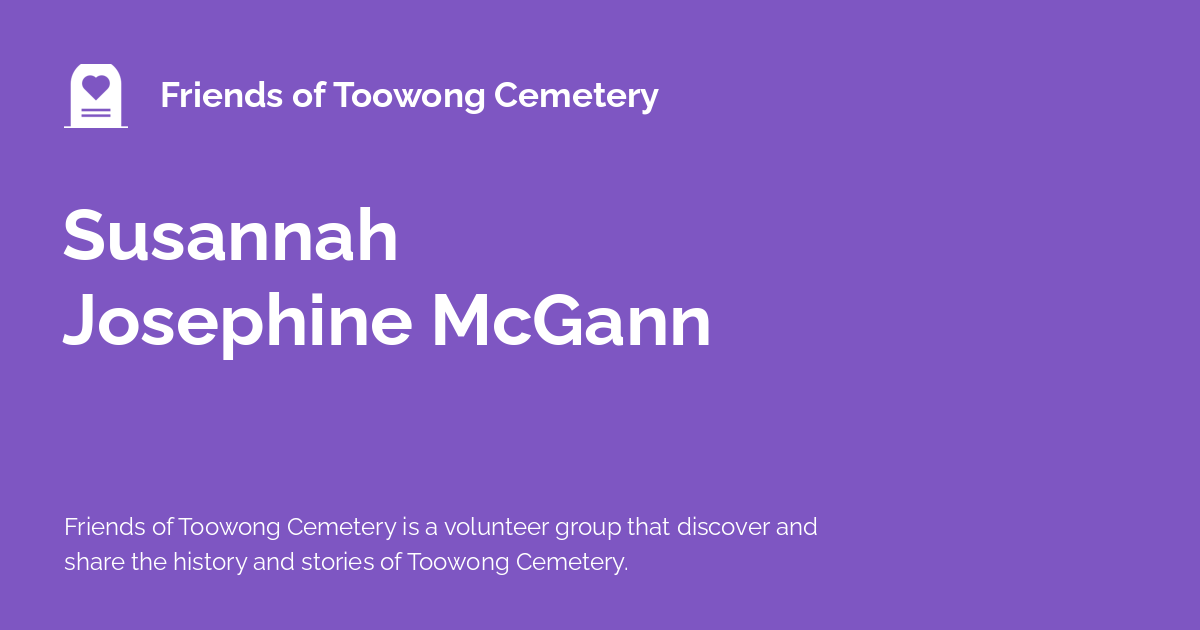 Friends of Toowong Cemetery
Susannah
Josephine McGann
Friends of Toowong Cemetery is a volunteer group that discover and
share the history and stories of Toowong Cemetery.